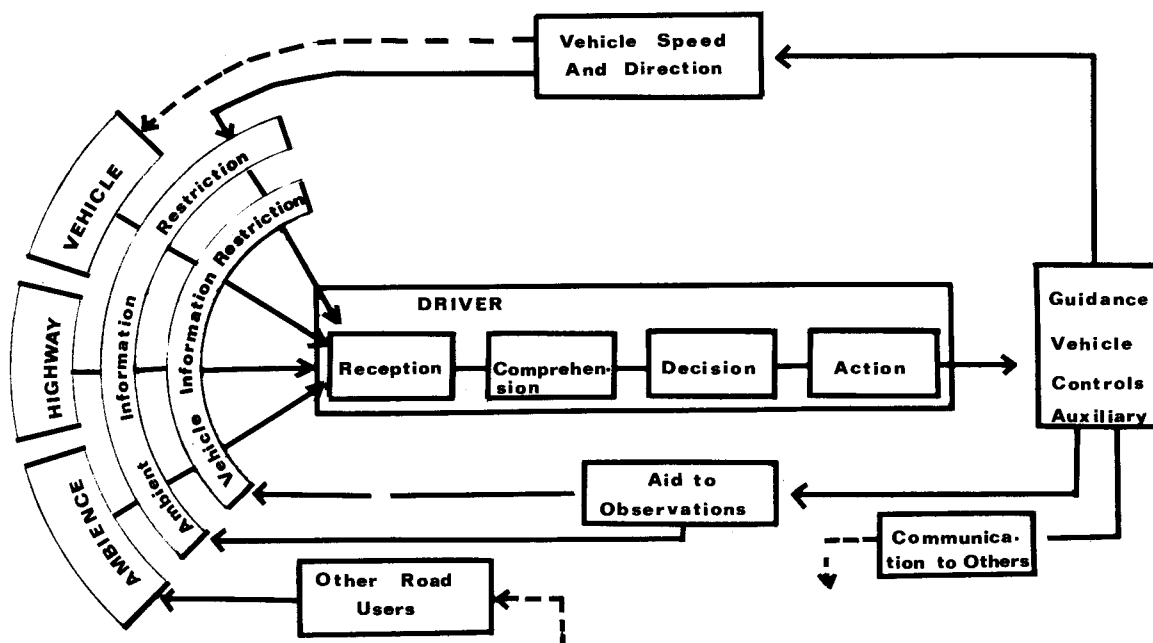 Vehicle Speed
And Direction
VEHICLE
HIGHWAY
AMBIENCE
Ambient Information Restriction
Vehicle Information Restriction
DRIVER
Reception
Comprehen-
sion
Decision
Action
Guidance
Vehicle
Controls
Auxiliary
Aid to
Observations
Communica-
tion to Others
Other Road
Users